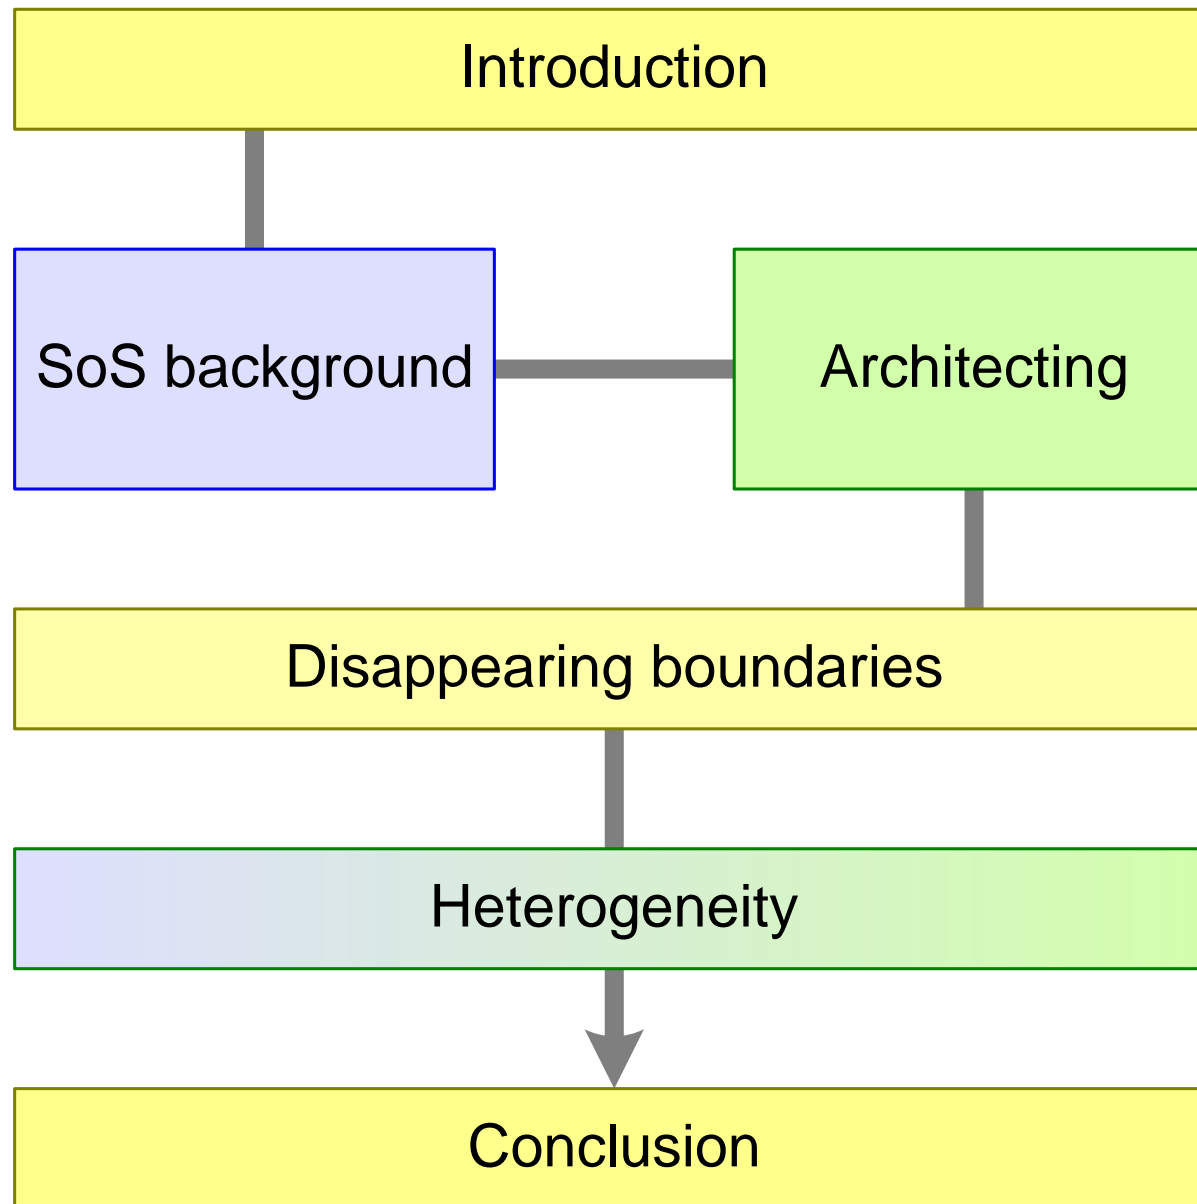 Introduction
SoS background
Architecting
Disappearing boundaries
Heterogeneity
Conclusion